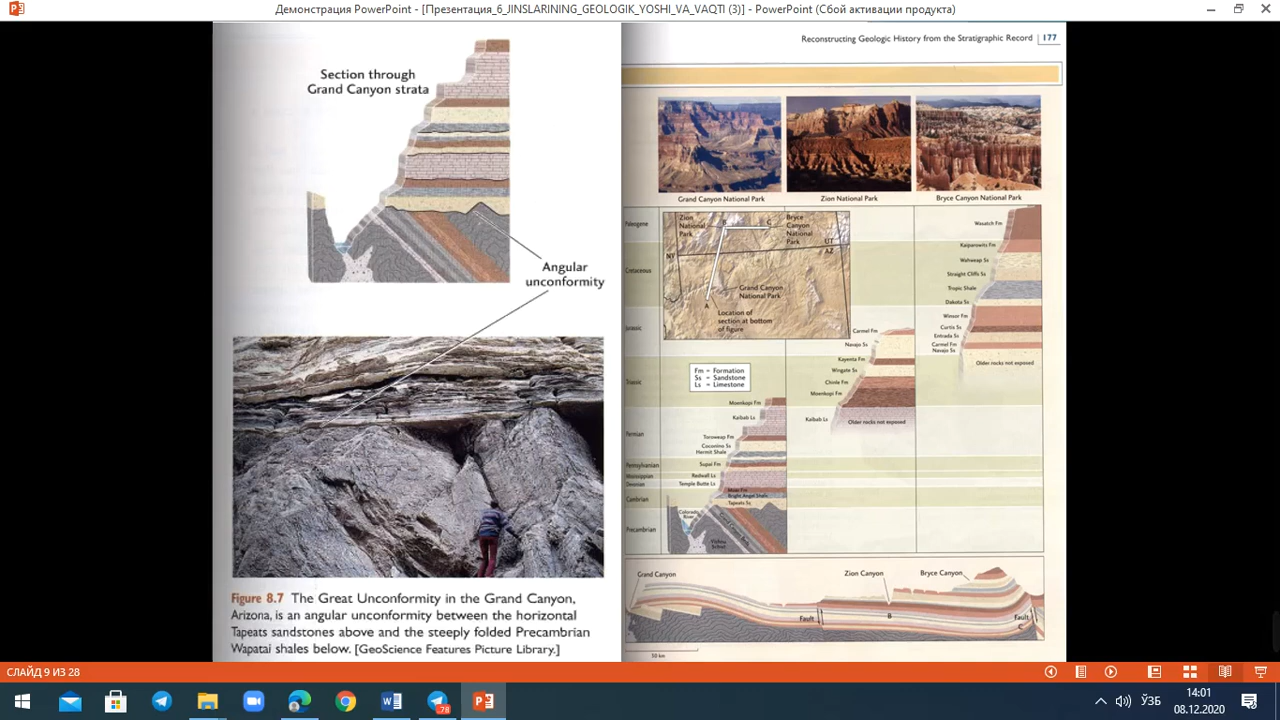 Демонстрация PowerPoint - [Презентация_6_JINSLARINING_GEOLOGIK_YOSHI_VA_VAQTI (3)] - PowerPoint (Сбой активации продукта)
Section through
Grand Canyon strata
Angular
unconformity
Figure 8.7 The Great Unconformity in the Grand Canyon,
Arizona, is an angular unconformity between the horizontal
Tapeats sandstones above and the steeply folded Precambrian
Wapatai shales below. [GeoScience Features Picture Library.]
Reconstructing Geologic History from the Stratigraphic Record 177
Grand Canyon National Park
Zion National Park
Bryce Canyon National Park
Paleogene
Cretaceous
Jurassic
Triassic
Permian
Pennsylvanian
Mississippian
Devonian
Cambrian
Precambrian
Zion
National
Park
B
C
Bryce
Canyon
National
Park
UT
AZ
NV
Grand Canyon
National Park
A
Location of
section at bottom
of figure
Fm = Formation
Ss = Sandstone
Ls = Limestone
Moenkopi Fm
Kaibab Ls
Toroweap Fm
Coconino Ss
Hermit Shale
Supai Fm
Redwall Ls
Temple Butte Ls
Muav Fm
Bright Angel Shale
Tapeats Ss
Colorado
River
Vishnu
Schist
Carmel Fm
Navajo Ss
Kayenta Fm
Wingate Ss
Chinle Fm
Moenkopi Fm
Kaibab Ls
Older rocks not exposed
Wasatch Fm
Kaiparowits Fm
Wahweap Ss
Straight Cliffs Ss
Tropic Shale
Dakota Ss
Winsor Fm
Curtis Ss
Entrada Ss
Carmel Fm
Navajo Ss
Older rocks not exposed
Grand Canyon
Zion Canyon
Bryce Canyon
Fault
B
Fault
C
50 km
СЛАЙД 9 ИЗ 28
78
ЎЗБ
14:01
08.12.2020